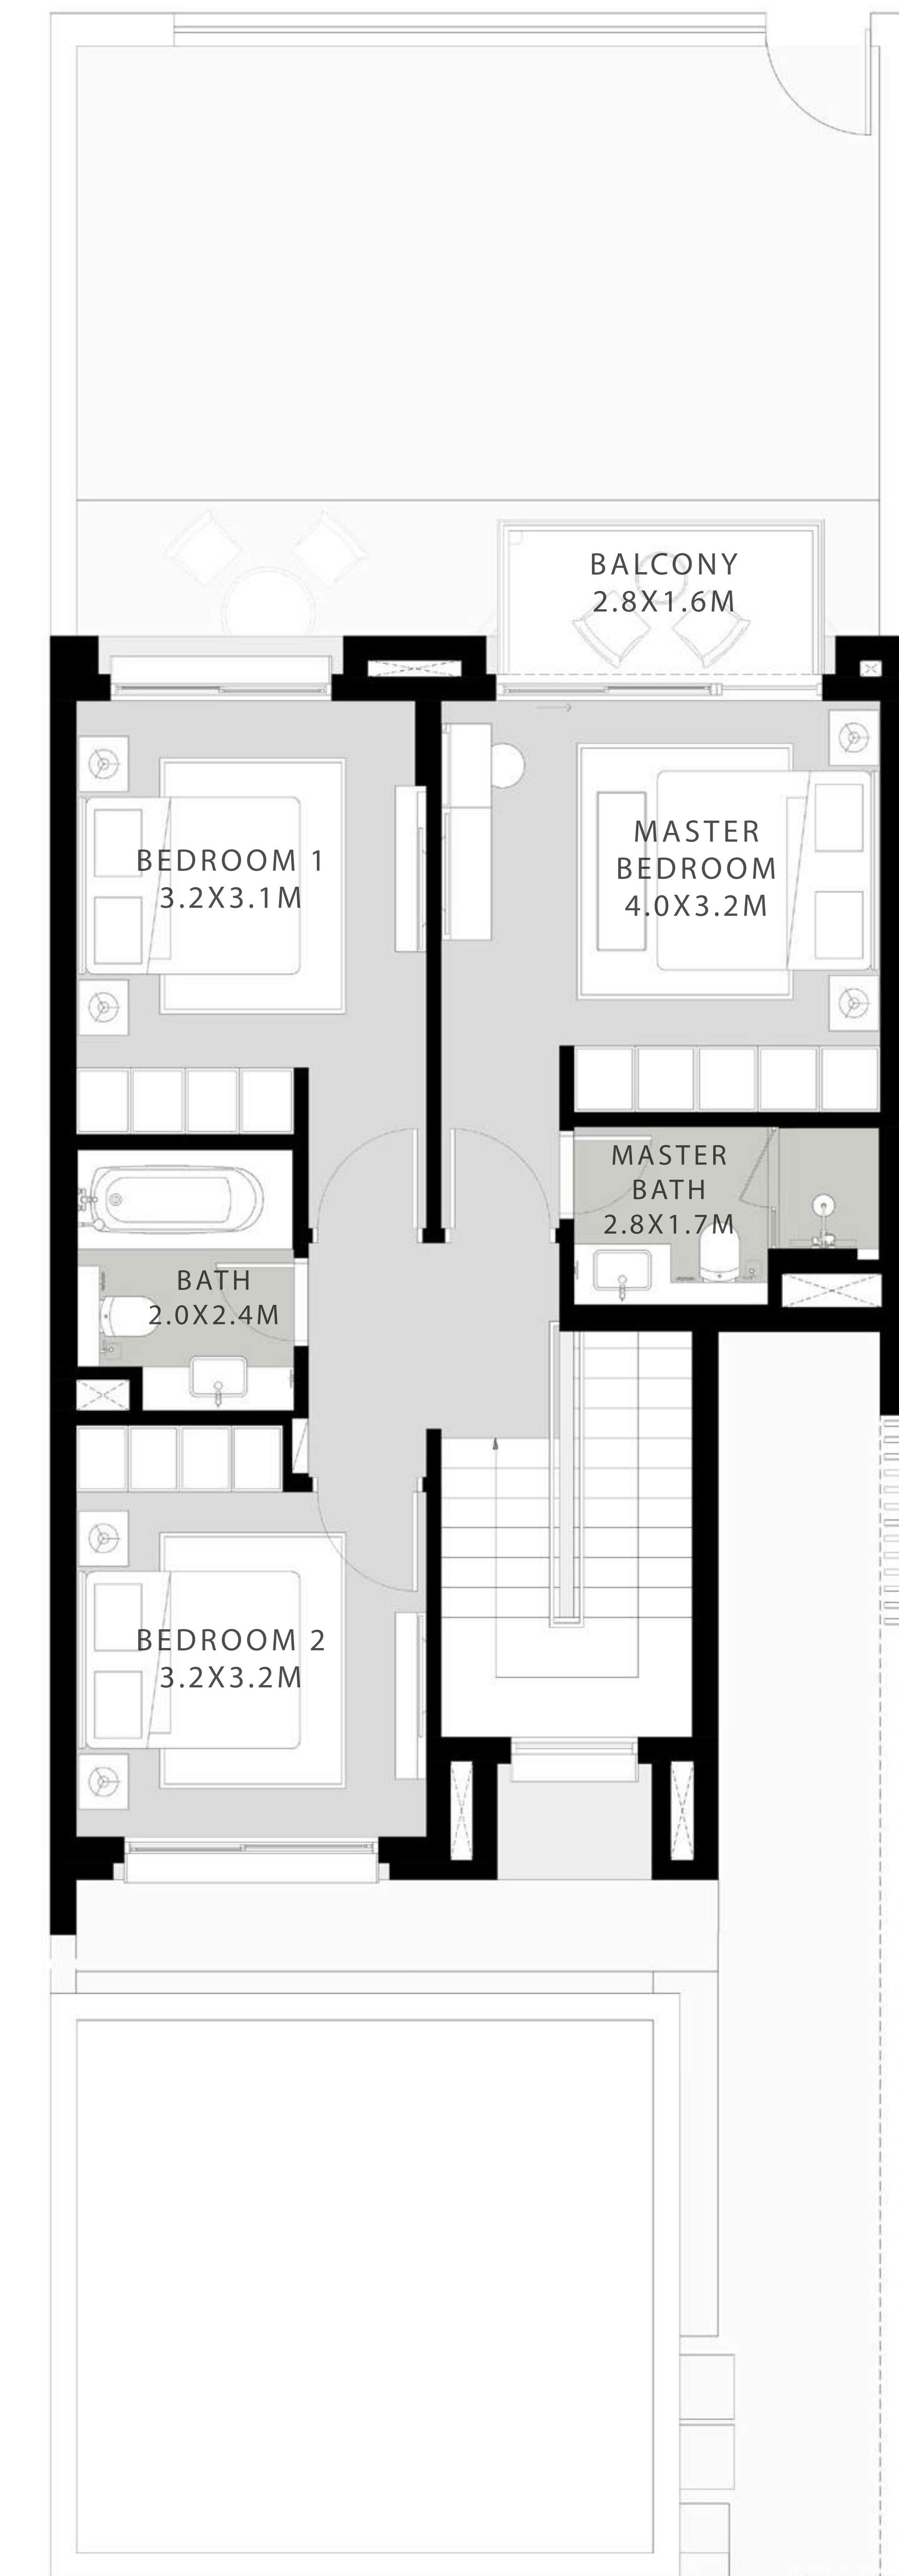 BALCONY
2.8X1.6M
BEDROOM 1
3.2X3.1M
MASTER
BEDROOM
4.0X3.2M
MASTER
BATH
2.8X1.7M
BATH
2.0X2.4M
BEDROOM 2
3.2X3.2M